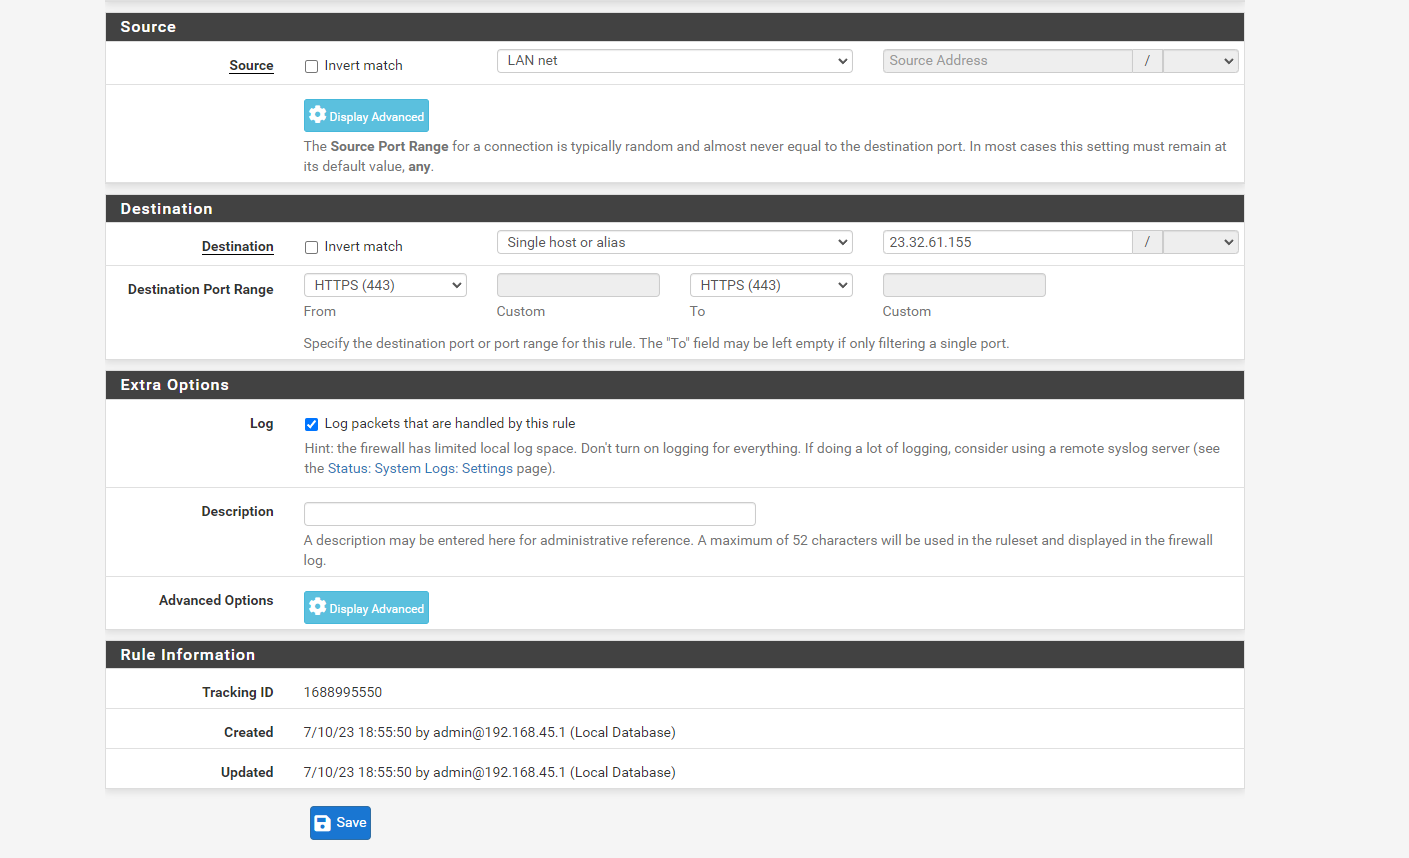 Source
Source Invert match LAN net Source Address /
Display Advanced
The Source Port Range for a connection is typically random and almost never equal to the destination port. In most cases this setting must remain at
its default value, any.
Destination
Destination Invert match Single host or alias 23.32.61.155 /
Destination Port Range HTTPS (443) HTTPS (443)
From Custom To Custom
Specify the destination port or port range for this rule. The "To" field may be left empty if only filtering a single port.
Extra Options
Log Log packets that are handled by this rule
Hint: the firewall has limited local log space. Don't turn on logging for everything. If doing a lot of logging, consider using a remote syslog server (see
the Status: System Logs: Settings page).
Description
A description may be entered here for administrative reference. A maximum of 52 characters will be used in the ruleset and displayed in the firewall
log.
Advanced Options Display Advanced
Rule Information
Tracking ID 1688995550
Created 7/10/23 18:55:50 by admin@192.168.45.1 (Local Database)
Updated 7/10/23 18:55:50 by admin@192.168.45.1 (Local Database)
Save